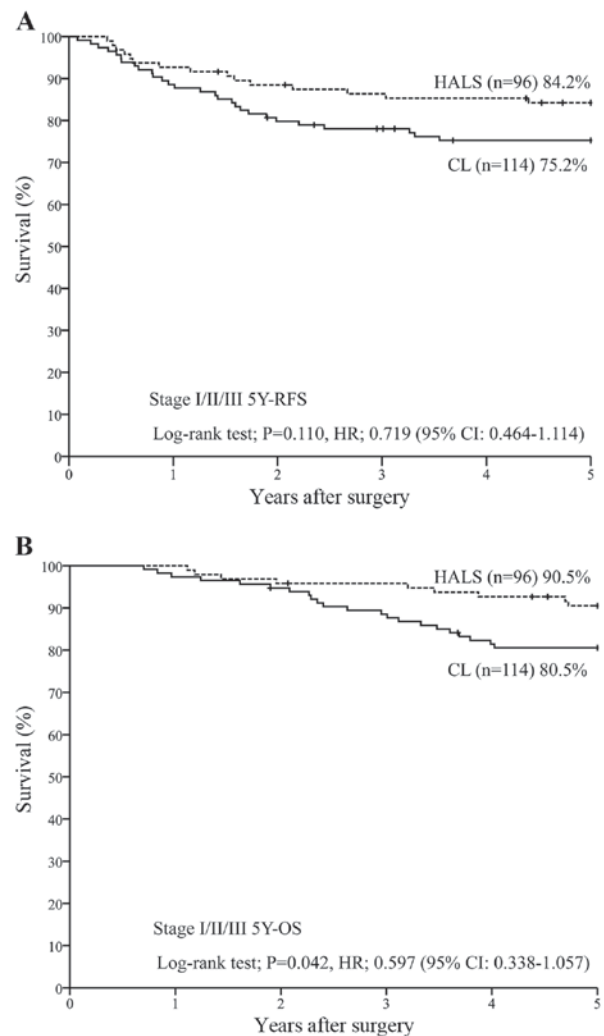 A
100
90
80
70
60
50
40
30
20
10
0
Survival (%)
HALS (n=96) 84.2%
CL (n=114) 75.2%
Stage I/II/III 5Y-RFS
Log-rank test; P=0.110, HR; 0.719 (95% CI: 0.464-1.114)
0 1 2 3 4 5
Years after surgery
B
100
90
80
70
60
50
40
30
20
10
0
Survival (%)
HALS (n=96) 90.5%
CL (n=114) 80.5%
Stage I/II/III 5Y-OS
Log-rank test; P=0.042, HR; 0.597 (95% CI: 0.338-1.057)
0 1 2 3 4 5
Years after surgery